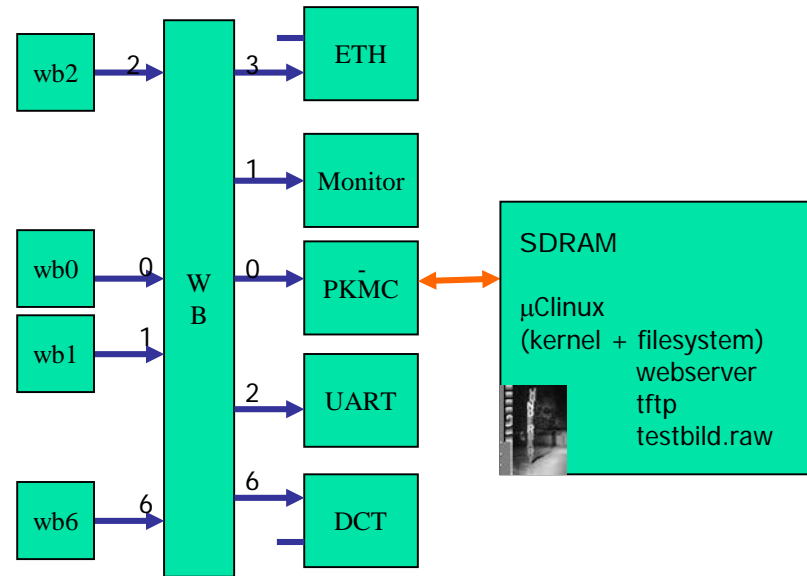 wb2
2
3
ETH
1
Monitor
wb0
0
W
B
0
-
PKMC
wb1
1
2
UART
wb6
6
6
DCT
SDRAM
µClinux
(kernel + filesystem)
webserver
tftp
testbild.raw